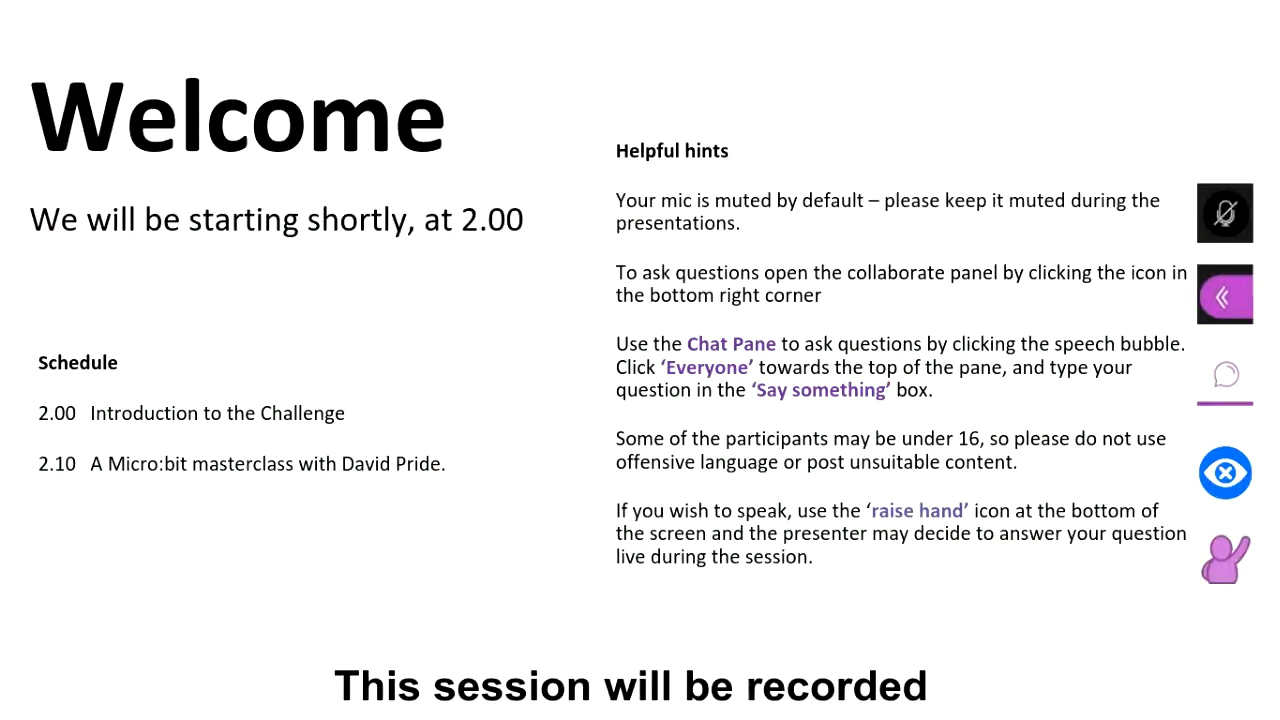 Welcome
We will be starting shortly, at 2.00
Schedule
2.00 Introduction to the Challenge
2.10 A Micro:bit masterclass with David Pride.
Helpful hints
Your mic is muted by default – please keep it muted during the
presentations.
To ask questions open the collaborate panel by clicking the icon in
the bottom right corner
Use the Chat Pane to ask questions by clicking the speech bubble.
Click ‘Everyone’ towards the top of the pane, and type your
question in the ‘Say something’ box.
Some of the participants may be under 16, so please do not use
offensive language or post unsuitable content.
If you wish to speak, use the ‘raise hand’ icon at the bottom of
the screen and the presenter may decide to answer your question
live during the session.
This session will be recorded